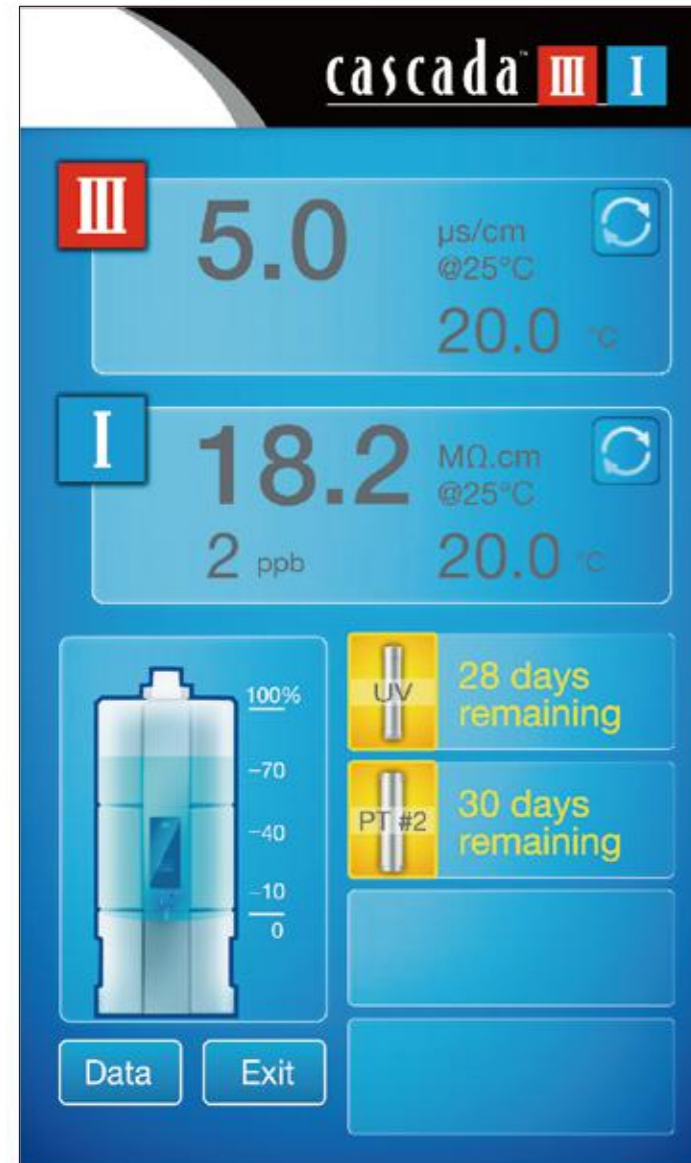 cascada™ III I
III
5.0
µs/cm
@25°C
20.0 °C
I
18.2
MΩ.cm
@25°C
2 ppb
20.0 °C
100%
–70
–40
–10
0
UV
28 days
remaining
PT #2
30 days
remaining
Data
Exit